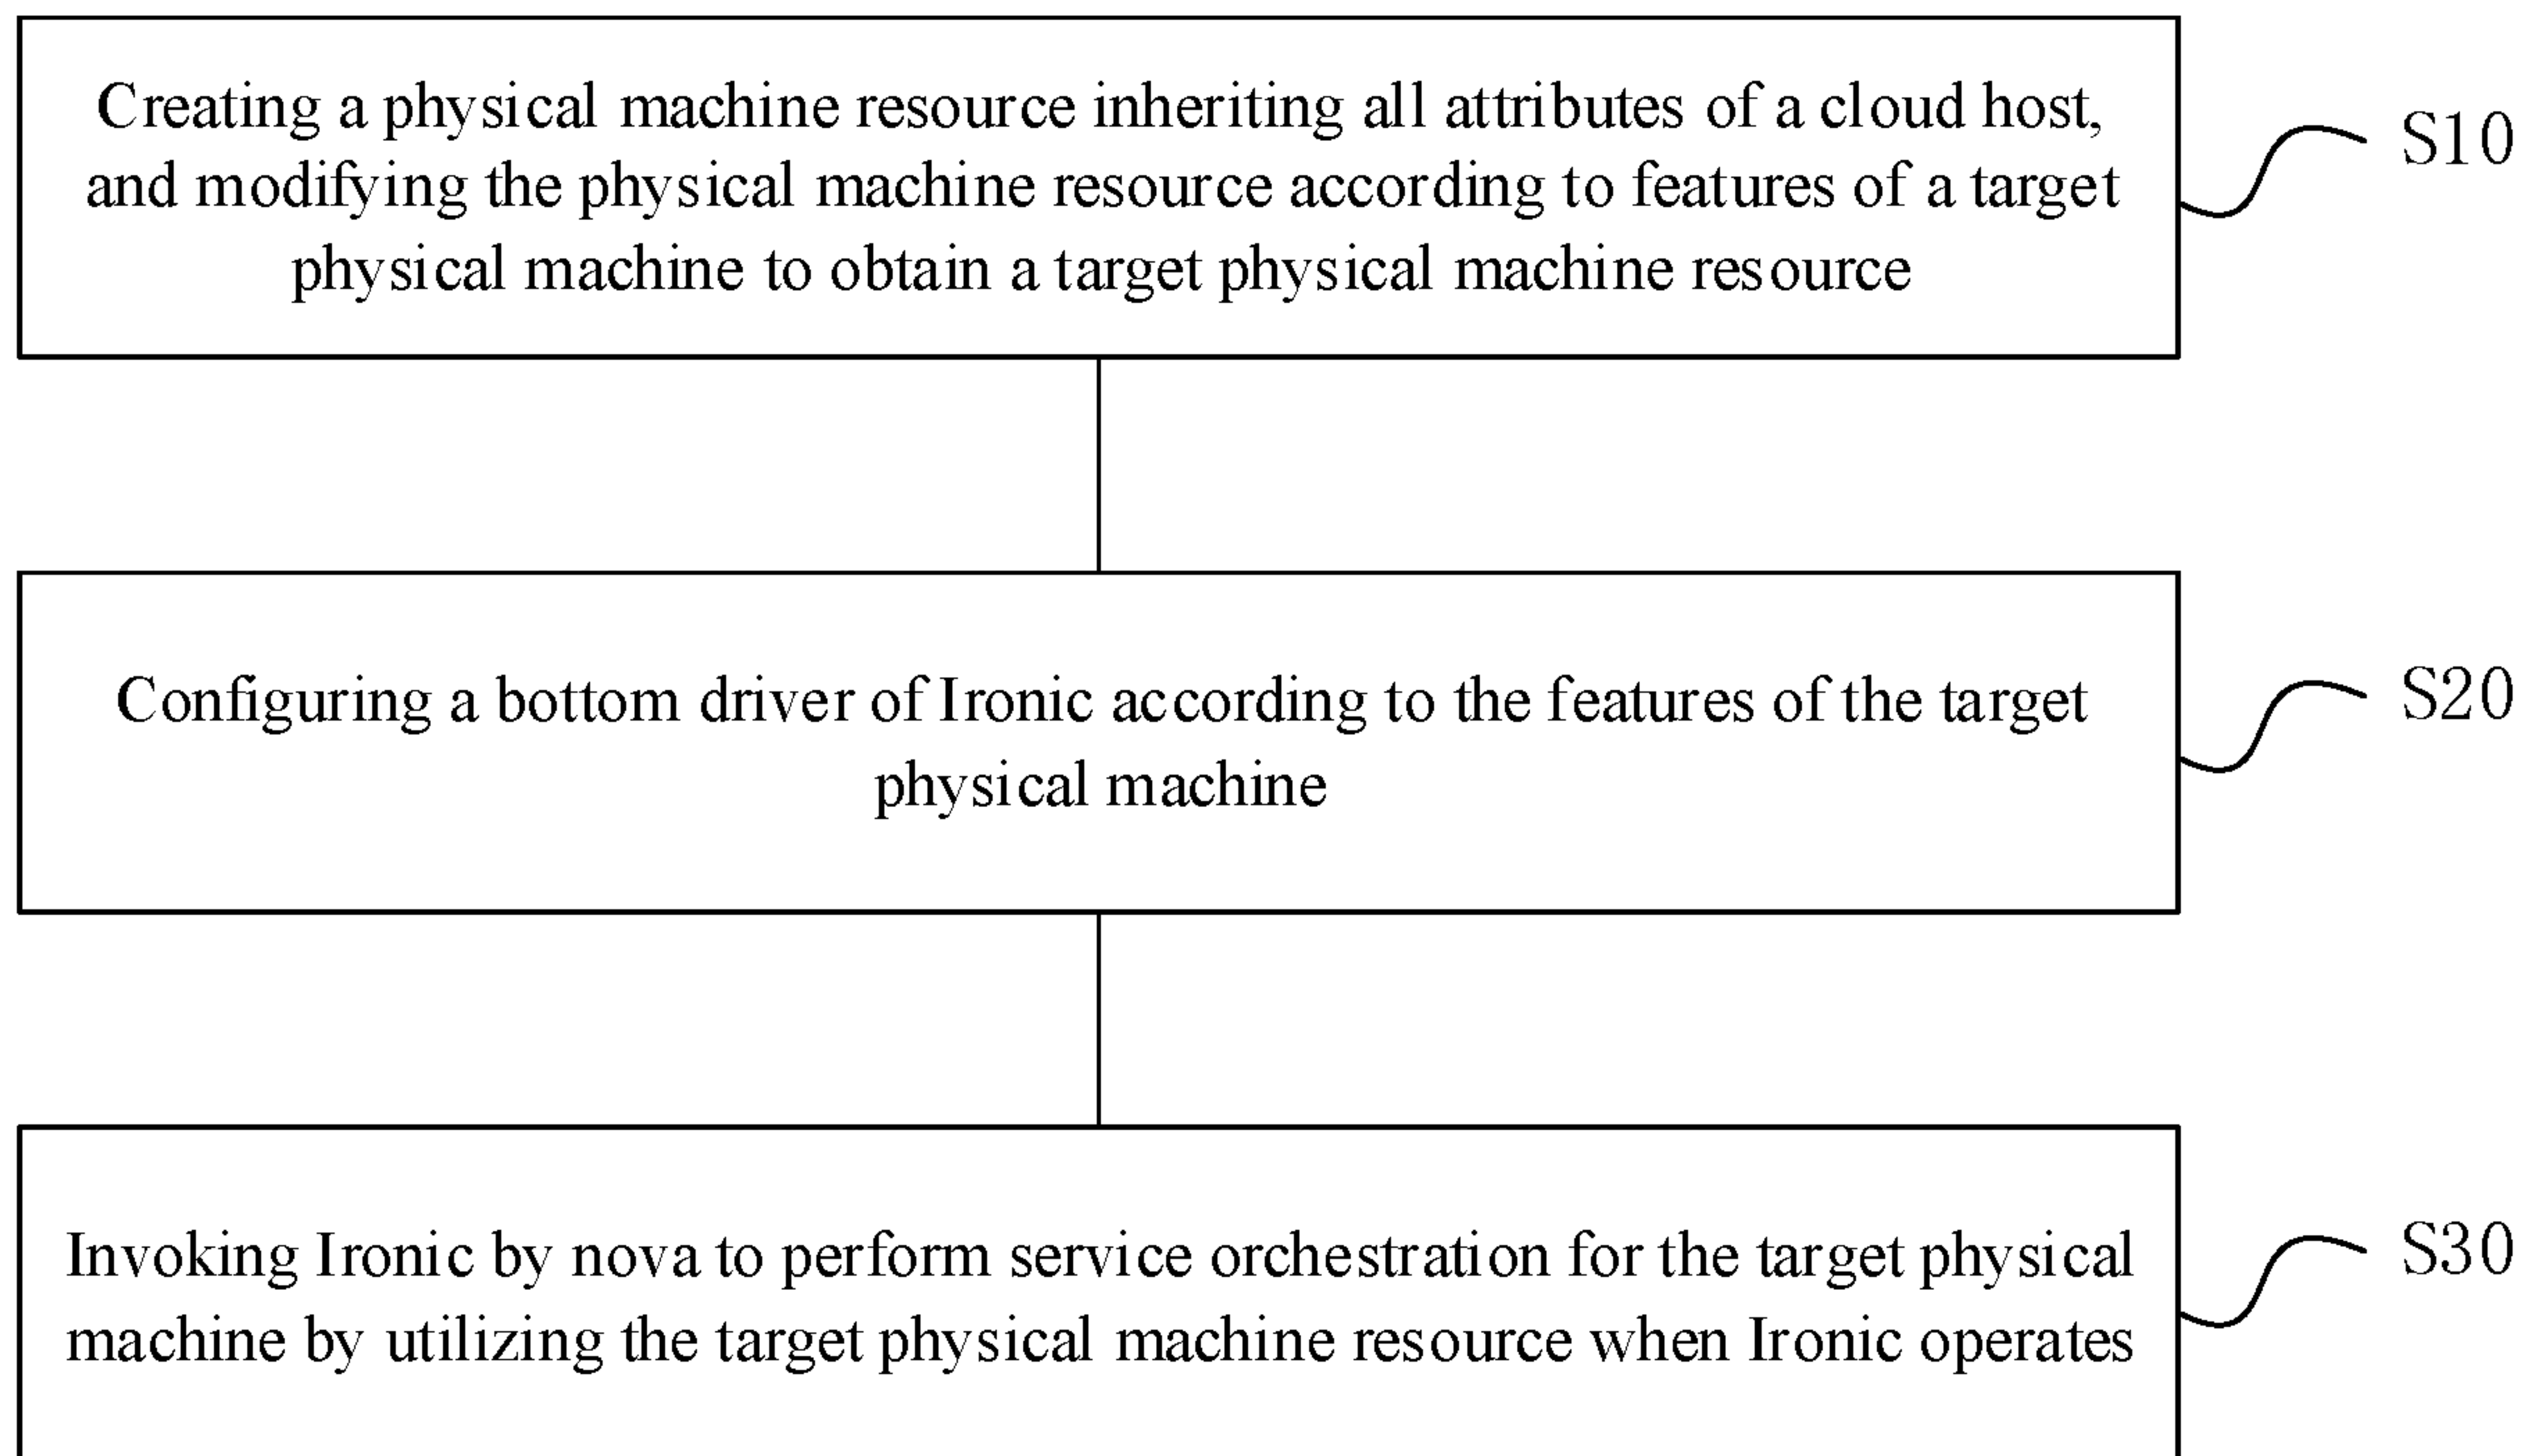 Creating a physical machine resource inheriting all attributes of a cloud host,
and modifying the physical machine resource according to features of a target
physical machine to obtain a target physical machine resource
S10
Configuring a bottom driver of Ironic according to the features of the target
physical machine
S20
Invoking Ironic by nova to perform service orchestration for the target physical
machine by utilizing the target physical machine resource when Ironic operates
S30